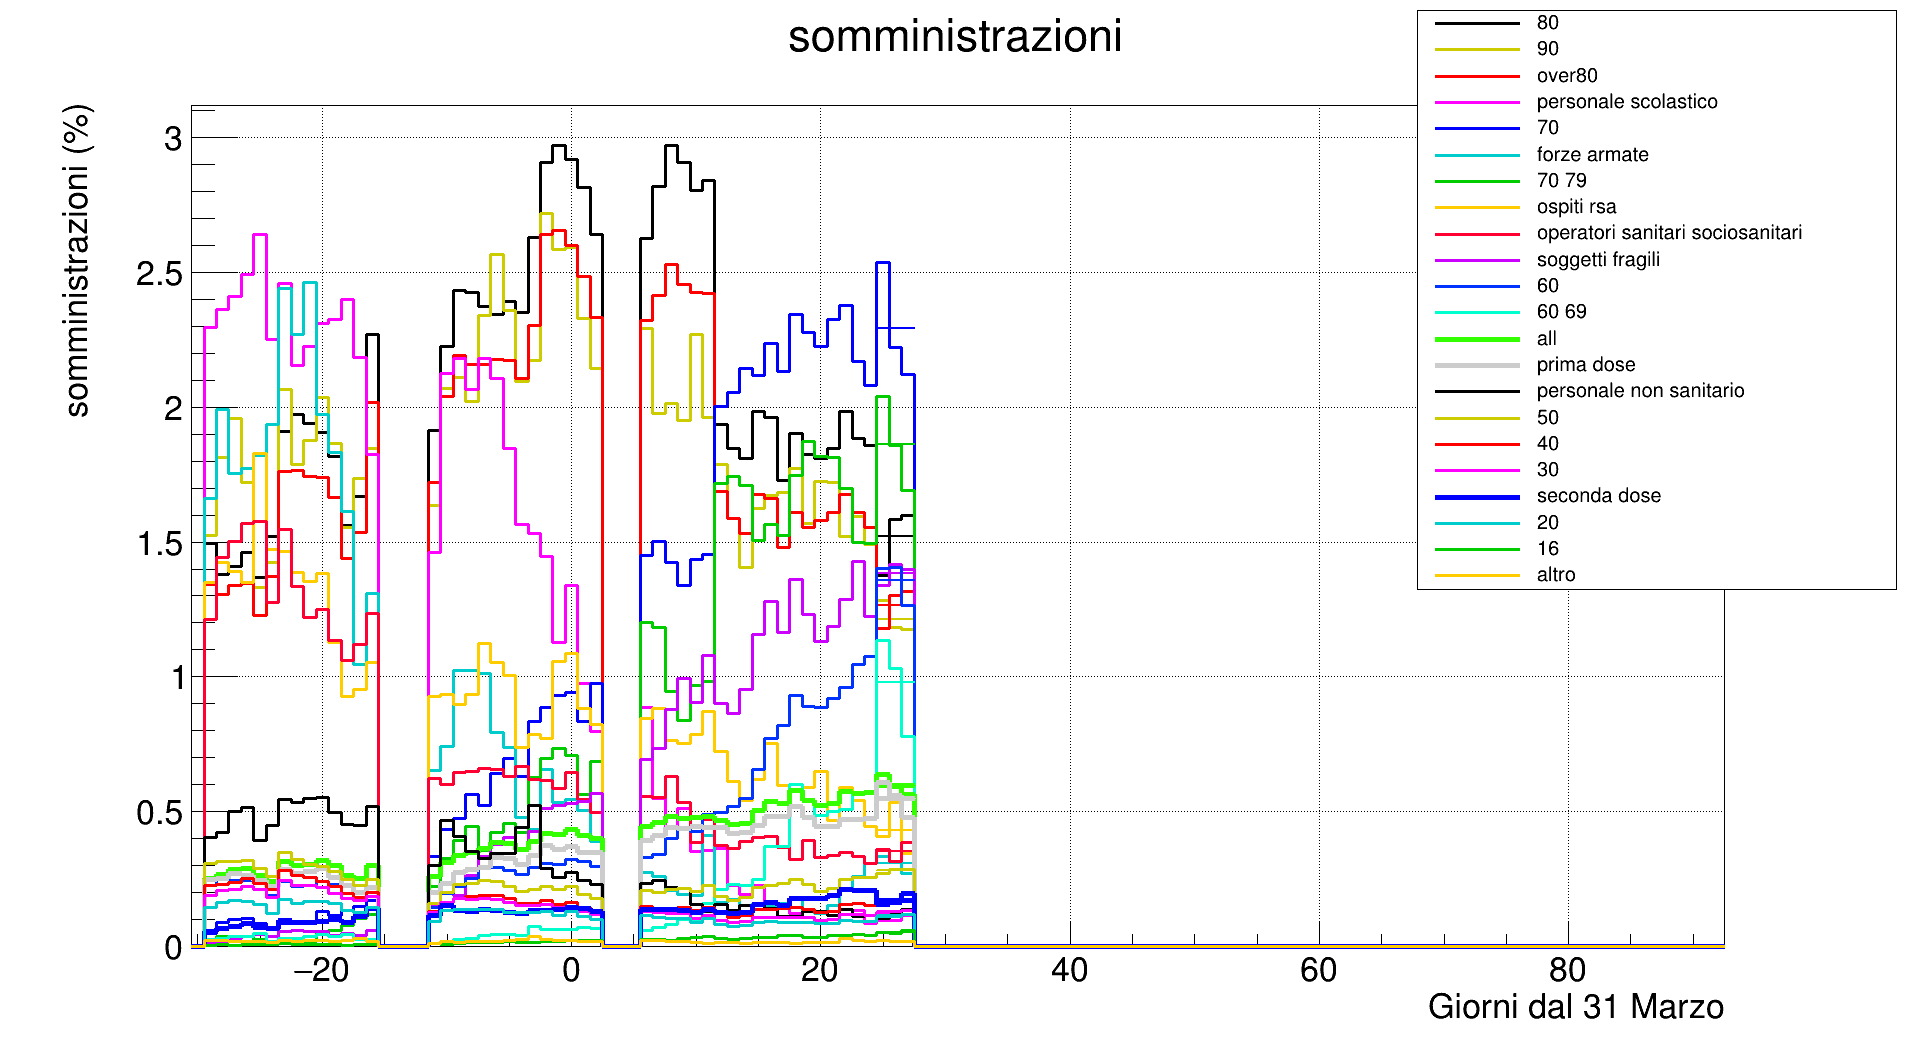 somministrazioni
somministrazioni (%)
3
2.5
2
1.5
1
0.5
0
−20
0
20
40
60
80
Giorni dal 31 Marzo
80
90
over80
personale scolastico
70
forze armate
70 79
ospiti rsa
operatori sanitari sociosanitari
soggetti fragili
60
60 69
all
prima dose
personale non sanitario
50
40
30
seconda dose
20
16
altro